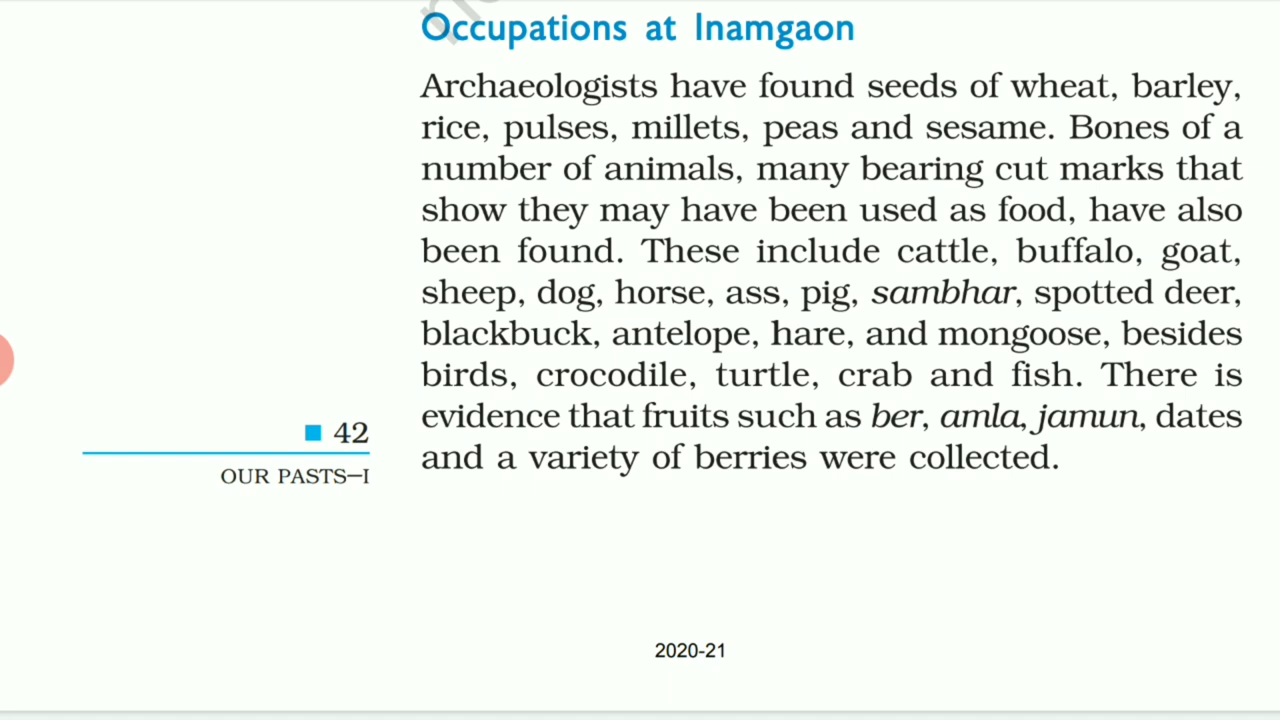 Occupations at Inamgaon
Archaeologists have found seeds of wheat, barley,
rice, pulses, millets, peas and sesame. Bones of a
number of animals, many bearing cut marks that
show they may have been used as food, have also
been found. These include cattle, buffalo, goat,
sheep, dog, horse, ass, pig, sambhar, spotted deer,
blackbuck, antelope, hare, and mongoose, besides
birds, crocodile, turtle, crab and fish. There is
evidence that fruits such as ber, amla, jamun, dates
and a variety of berries were collected.
■ 42
OUR PASTS–I
2020-21